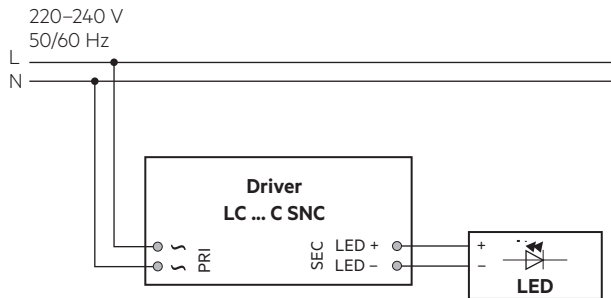 220–240 V
50/60 Hz
L
N
Driver
LC ... C SNC
~
~
PRI
SEC
LED +
LED –
+
–
LED